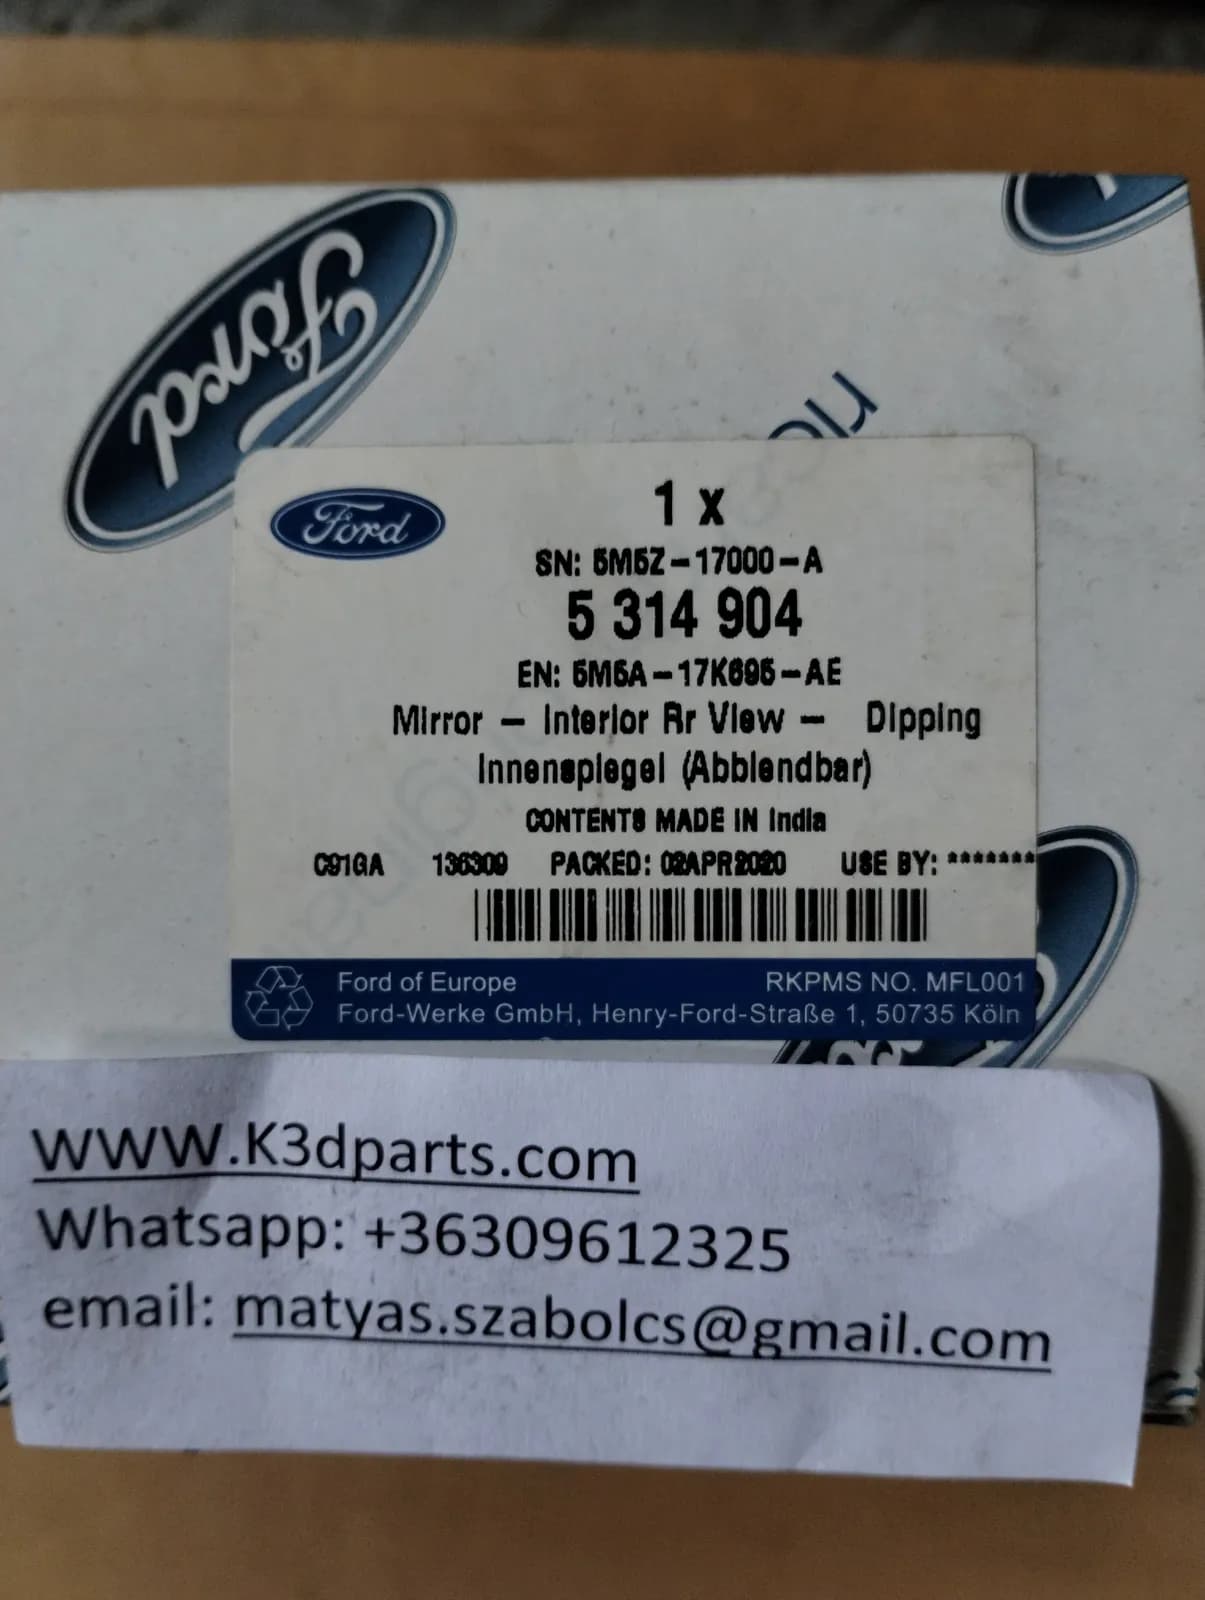 Ford
Ford
1 x
SN: 5M5Z-17000-A
5 314 904
EN: 5M5A-17K695-AE
Mirror - Interior Rr View - Dipping
Innenspiegel (Abblendbar)
CONTENTS MADE IN India
C91GA 136309 PACKED: 02APR2020 USE BY: *******
Ford of Europe RKPMS NO. MFL001
Ford-Werke GmbH, Henry-Ford-Straße 1, 50735 Köln
WWW.K3dparts.com
Whatsapp: +36309612325
email: matyas.szabolcs@gmail.com